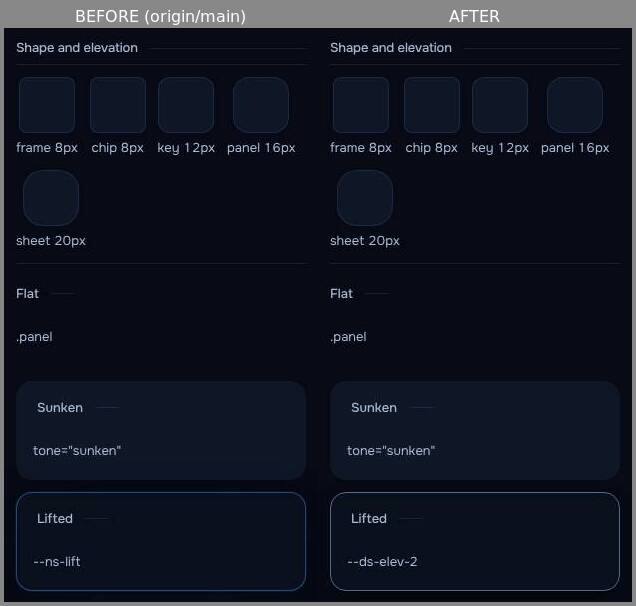 BEFORE (origin/main)
AFTER
Shape and elevation
frame 8px chip 8px key 12px panel 16px
sheet 20px
Flat
.panel
Sunken
tone="sunken"
Lifted
--ns-lift
Shape and elevation
frame 8px chip 8px key 12px panel 16px
sheet 20px
Flat
.panel
Sunken
tone="sunken"
Lifted
--ds-elev-2